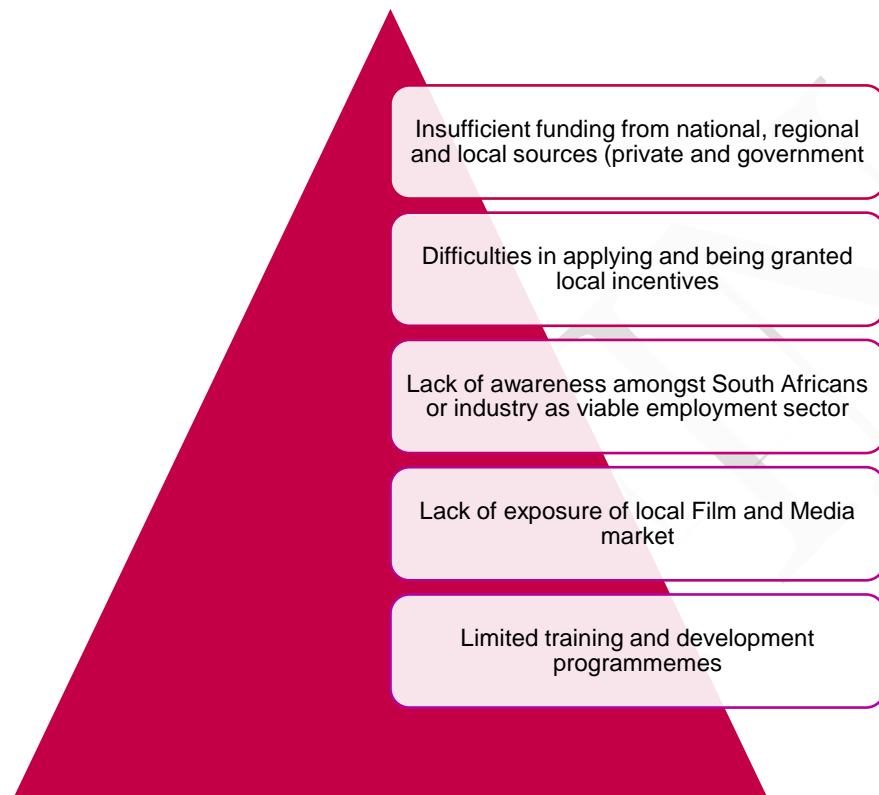 Insufficient funding from national, regional
and local sources (private and government
Difficulties in applying and being granted
local incentives
Lack of awareness amongst South Africans
or industry as viable employment sector
Lack of exposure of local Film and Media
market
Limited training and development
programmemes